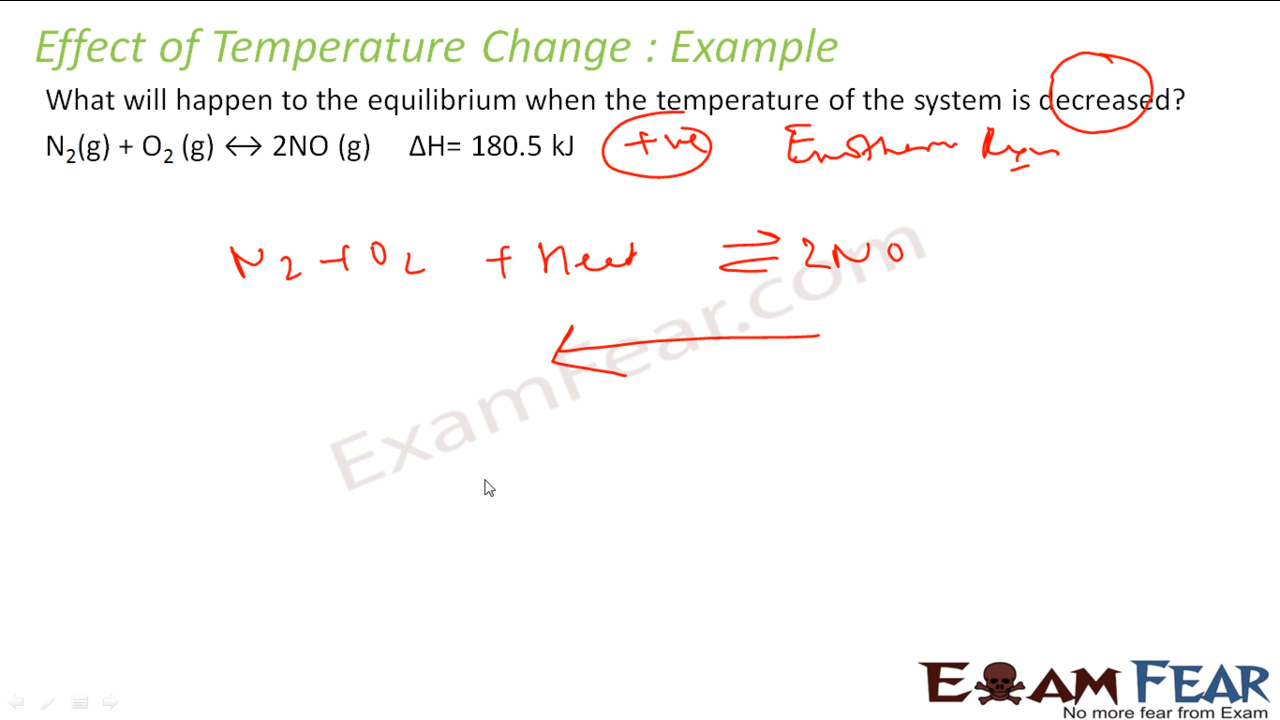 Effect of Temperature Change : Example
What will happen to the equilibrium when the temperature of the system is decreased?
N₂(g) + O₂ (g) ↔ 2NO (g) ΔH= 180.5 kJ +ve
N₂ + O₂ + Heat ⇌ 2NO
ExamFear.com
EXAM FEAR
No more fear from Exam